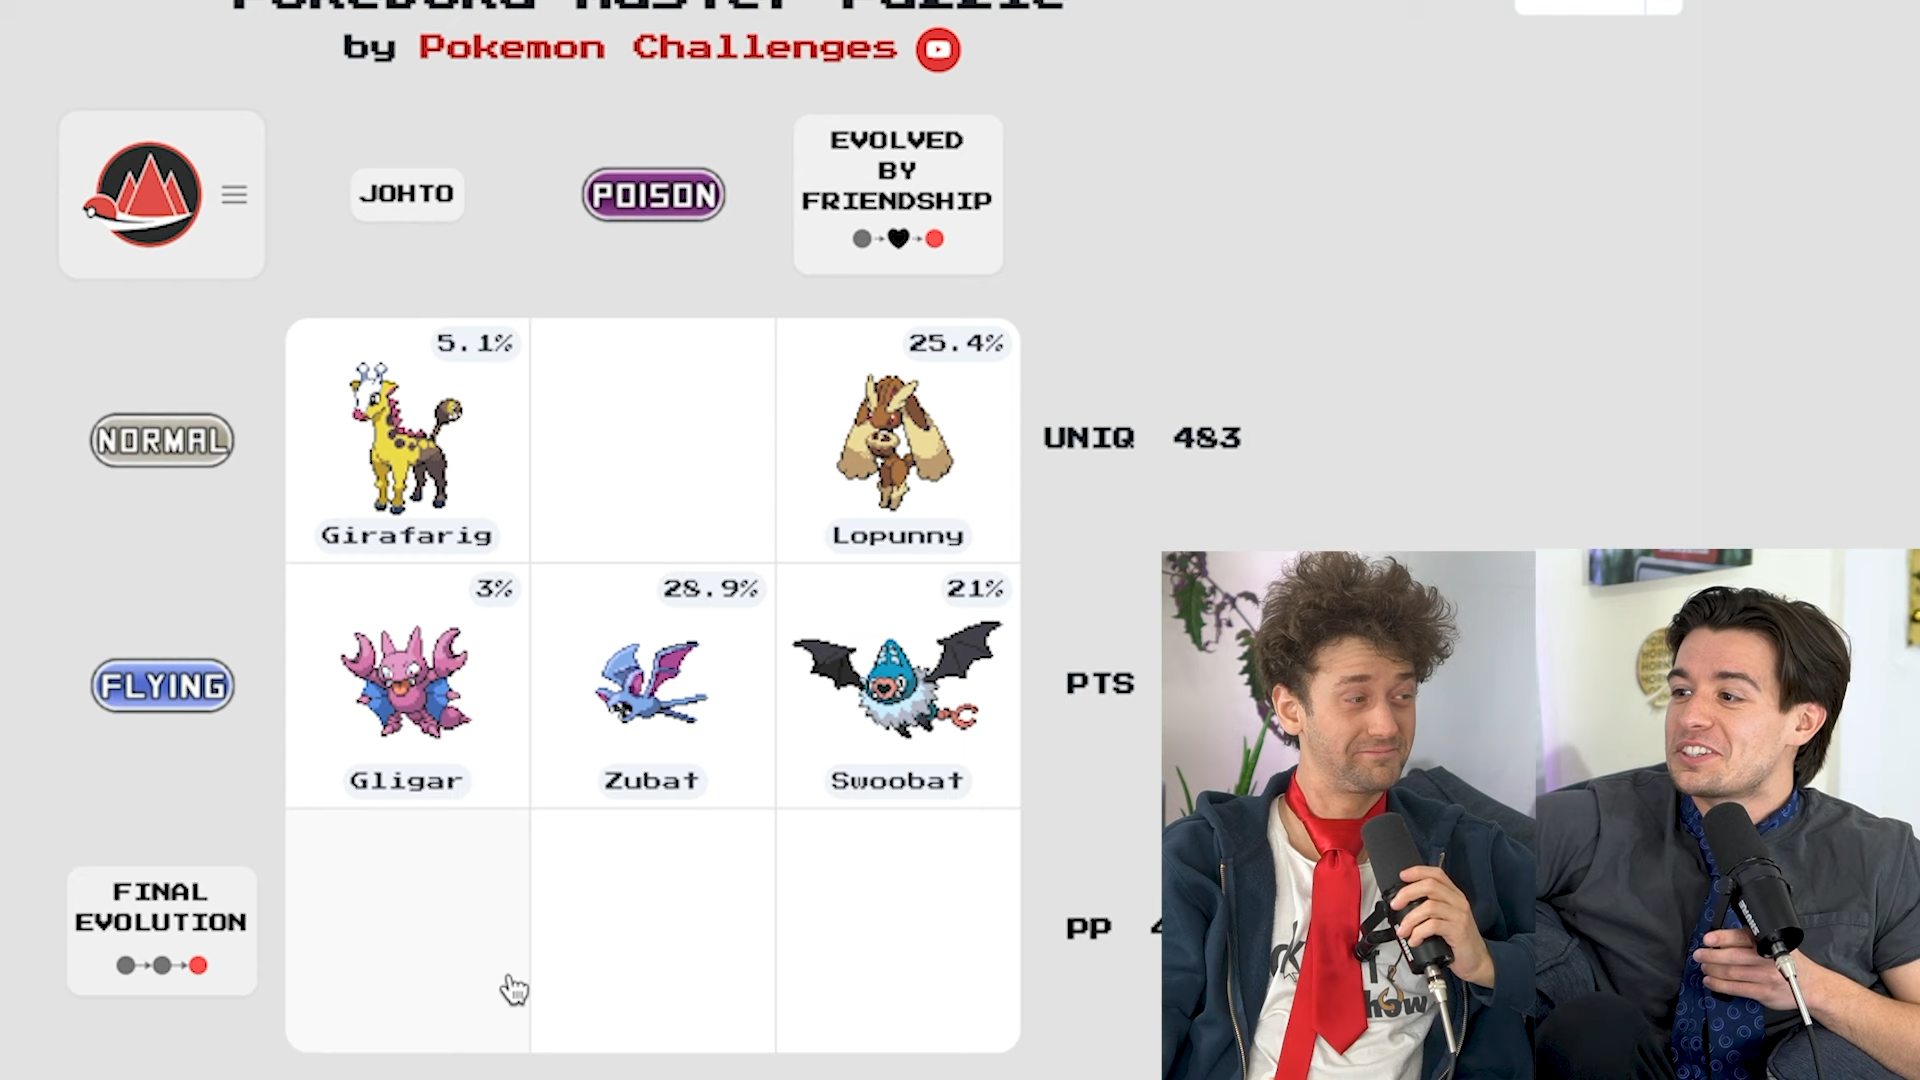 by Pokemon Challenges
JOHTO
POISON
EVOLVED
BY
FRIENDSHIP
NORMAL
5.1%
Girafarig
25.4%
Lopunny
UNIQ 483
FLYING
3%
Gligar
28.9%
Zubat
21%
Swoobat
PTS
FINAL
EVOLUTION
PP
SHURE